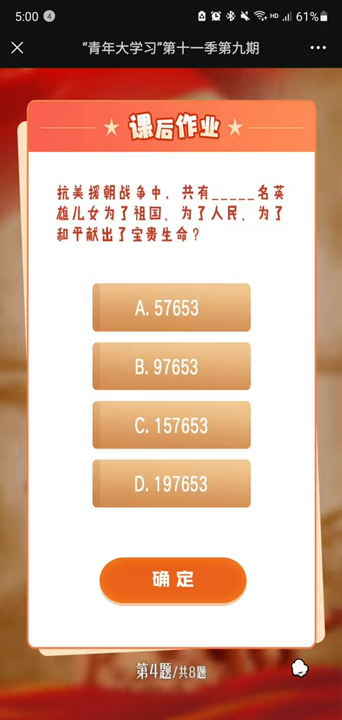 5:00 4 HD 61%
“青年大学习”第十一季第九期
课后作业
抗美援朝战争中，共有_____名英
雄儿女为了祖国、为了人民、为了
和平献出了宝贵生命？
A. 57653
B. 97653
C. 157653
D. 197653
确定
第4题/共8题